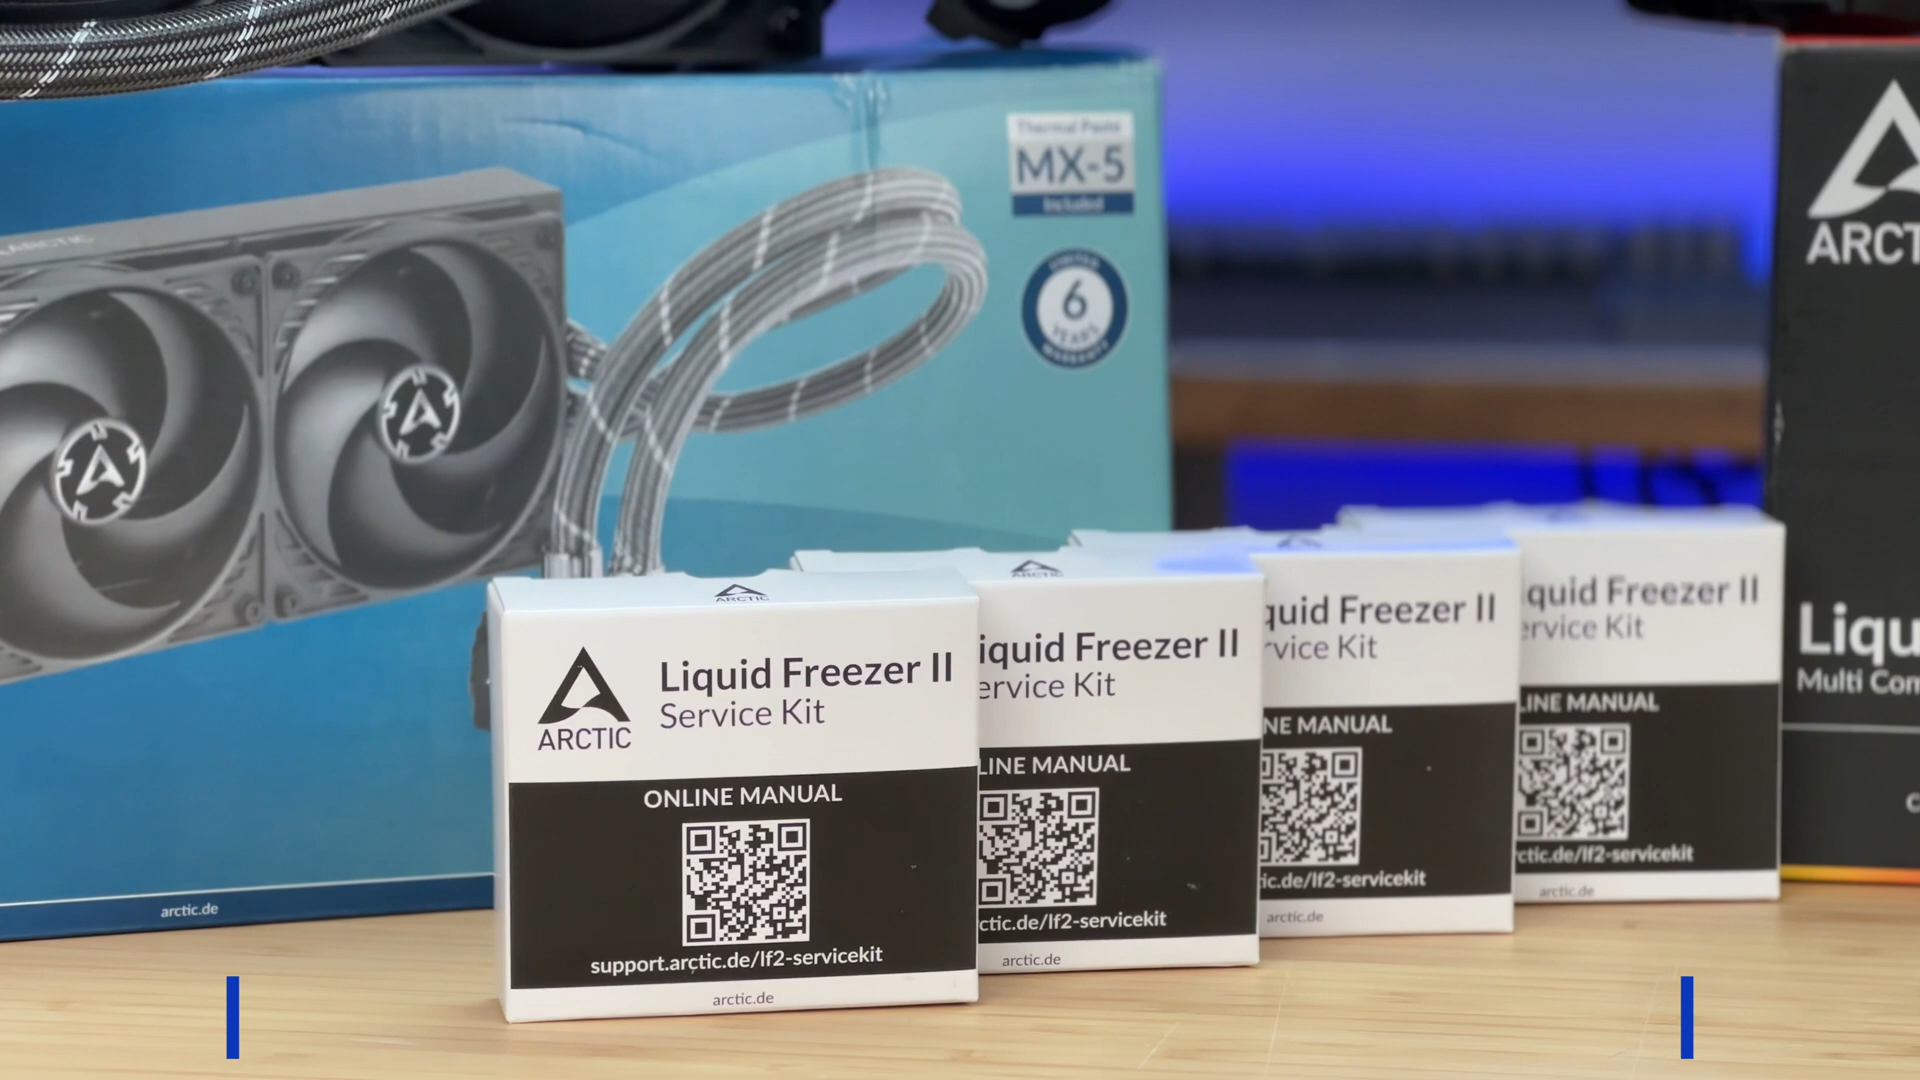 Thermal Paste
MX-5
Included
6
YEARS
WARRANTY
ARCTIC
arctic.de
ARCTIC
ARCTIC
Liquid Freezer II
Service Kit
ONLINE MANUAL
support.arctic.de/lf2-servicekit
arctic.de
ARCTIC
iquid Freezer II
ervice Kit
LINE MANUAL
ctic.de/lf2-servicekit
arctic.de
quid Freezer II
rvice Kit
NE MANUAL
ic.de/lf2-servicekit
arctic.de
quid Freezer II
ervice Kit
LINE MANUAL
ctic.de/lf2-servicekit
arctic.de
ARCT
Liqu
Multi Com